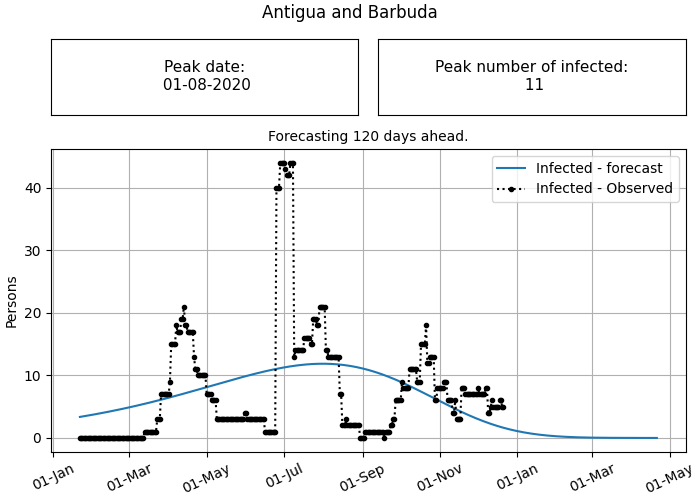 Antigua and Barbuda
Peak date:
01-08-2020
Peak number of infected:
11
Forecasting 120 days ahead.
Infected - forecast
Infected - Observed
Persons
40
30
20
10
0
01-Jan
01-Mar
01-May
01-Jul
01-Sep
01-Nov
01-Jan
01-Mar
01-May